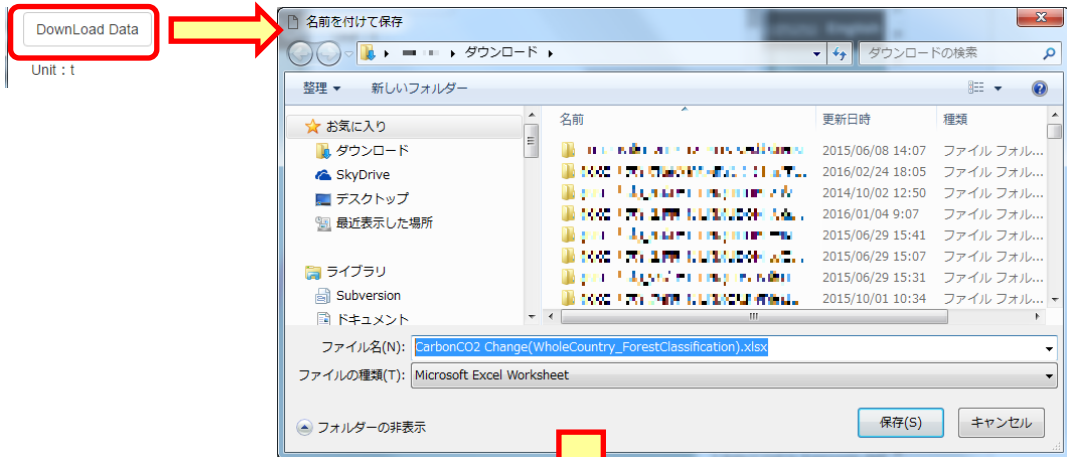 DownLoad Data
Unit : t
名前を付けて保存
ダウンロード
ダウンロードの検索
整理
新しいフォルダー
お気に入り
ダウンロード
SkyDrive
デスクトップ
最近表示した場所
ライブラリ
Subversion
ドキュメント
名前 更新日時 種類
2015/06/08 14:07 ファイル フォル...
2016/02/24 18:05 ファイル フォル...
2014/10/02 12:50 ファイル フォル...
2016/01/04 9:07 ファイル フォル...
2015/06/29 15:41 ファイル フォル...
2015/06/29 15:07 ファイル フォル...
2015/06/29 15:31 ファイル フォル...
2015/10/01 10:34 ファイル フォル...
ファイル名(N): CarbonCO2 Change(WholeCountry_ForestClassification).xlsx
ファイルの種類(T): Microsoft Excel Worksheet
フォルダーの非表示
保存(S)
キャンセル